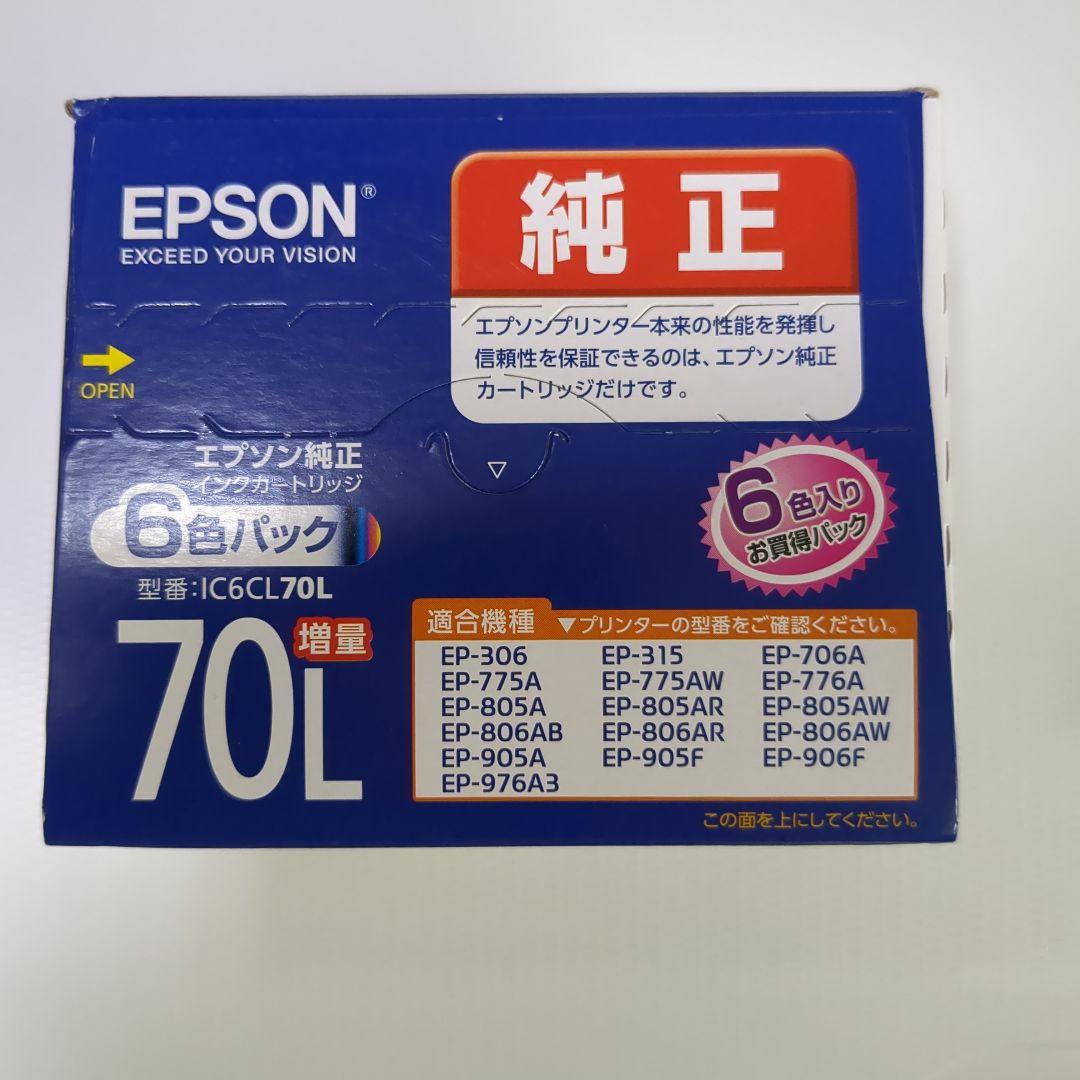 EPSON®
EXCEED YOUR VISION
純正
エプソンプリンター本来の性能を発揮し
信頼性を保証できるのは、エプソン純正
カートリッジだけです。
OPEN
エプソン純正
インクカートリッジ
6色パック
型番:IC6CL70L
70L
増量
6色入り
お買得パック
適合機種 ▼プリンターの型番をご確認ください。
EP-306 EP-315 EP-706A
EP-775A EP-775AW EP-776A
EP-805A EP-805AR EP-805AW
EP-806AB EP-806AR EP-806AW
EP-905A EP-905F EP-906F
EP-976A3
この面を上にしてください。